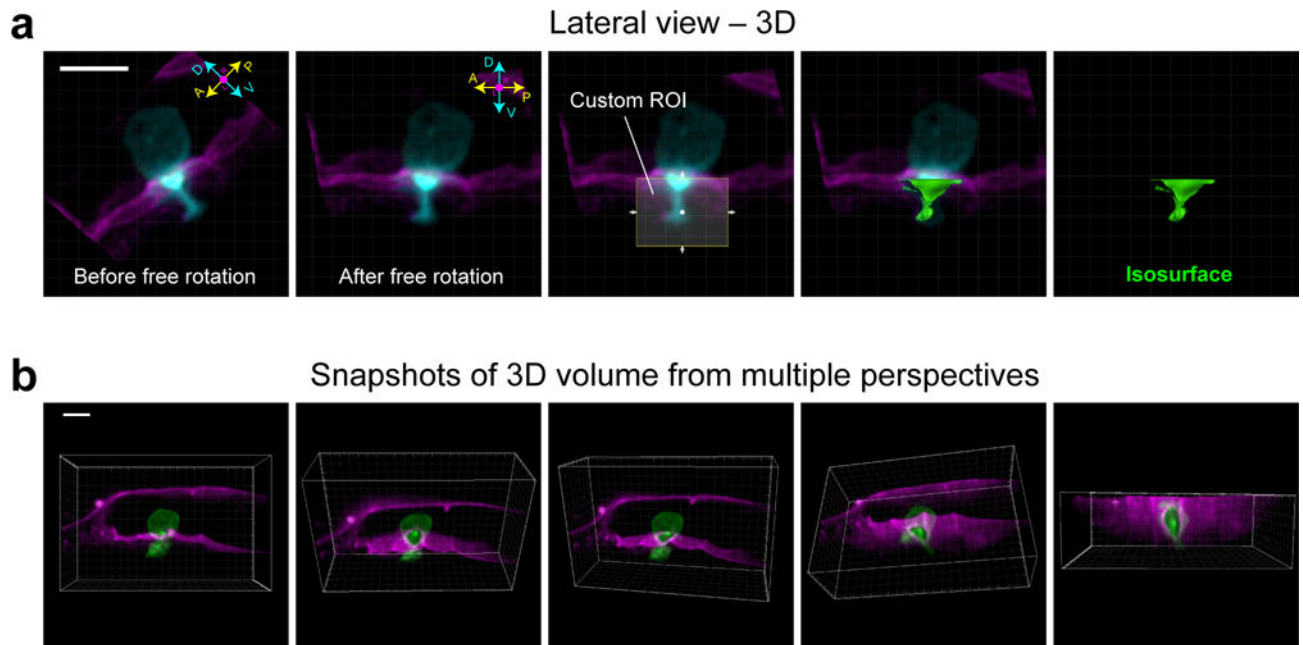 a
Lateral view – 3D
D
P
A
V
D
A
P
V
Custom ROI
Before free rotation
After free rotation
Isosurface
b
Snapshots of 3D volume from multiple perspectives